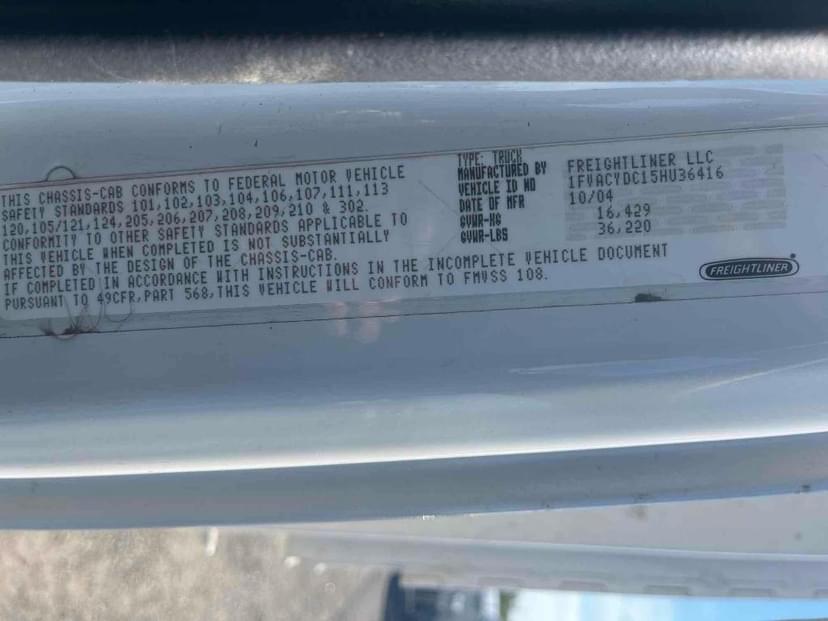 THIS CHASSIS-CAB CONFORMS TO FEDERAL MOTOR VEHICLE
SAFETY STANDARDS 101,102,103,104,106,107,111,113
120,105/121,124,205,206,207,208,209,210 & 302.
CONFORMITY TO OTHER SAFETY STANDARDS APPLICABLE TO
THIS VEHICLE WHEN COMPLETED IS NOT SUBSTANTIALLY
AFFECTED BY THE DESIGN OF THE CHASSIS-CAB.
IF COMPLETED IN ACCORDANCE WITH INSTRUCTIONS IN THE INCOMPLETE VEHICLE DOCUMENT
PURSUANT TO 49CFR,PART 568,THIS VEHICLE WILL CONFORM TO FMVSS 108.
TYPE: TRUCK
MANUFACTURED BY FREIGHTLINER LLC
VEHICLE ID NO 1FVACYDC15HU36416
DATE OF MFR 10/04
GVWR-KG 16,429
GVWR-LBS 36,220
FREIGHTLINER